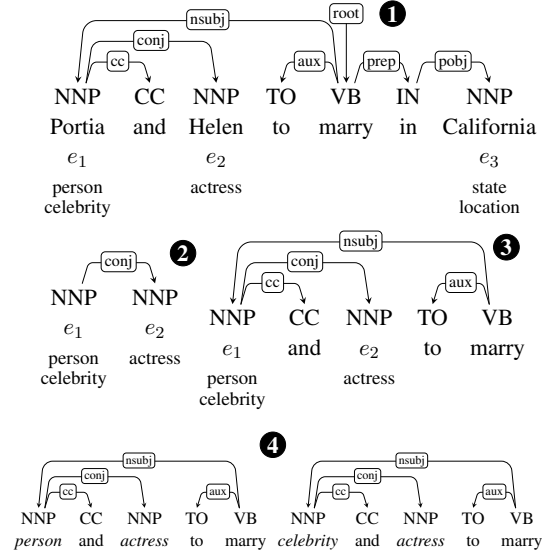 root
1
nsubj
conj
cc
aux
prep
pobj
NNP CC NNP TO VB IN NNP
Portia and Helen to marry in California
e1 e2 e3
person actress state
celebrity location
2
conj
NNP NNP
e1 e2
person actress
celebrity
3
nsubj
conj
cc
aux
NNP CC NNP TO VB
e1 and e2 to marry
person actress
celebrity
4
nsubj nsubj
conj conj
cc aux cc aux
NNP CC NNP TO VB NNP CC NNP TO VB
person and actress to marry celebrity and actress to marry